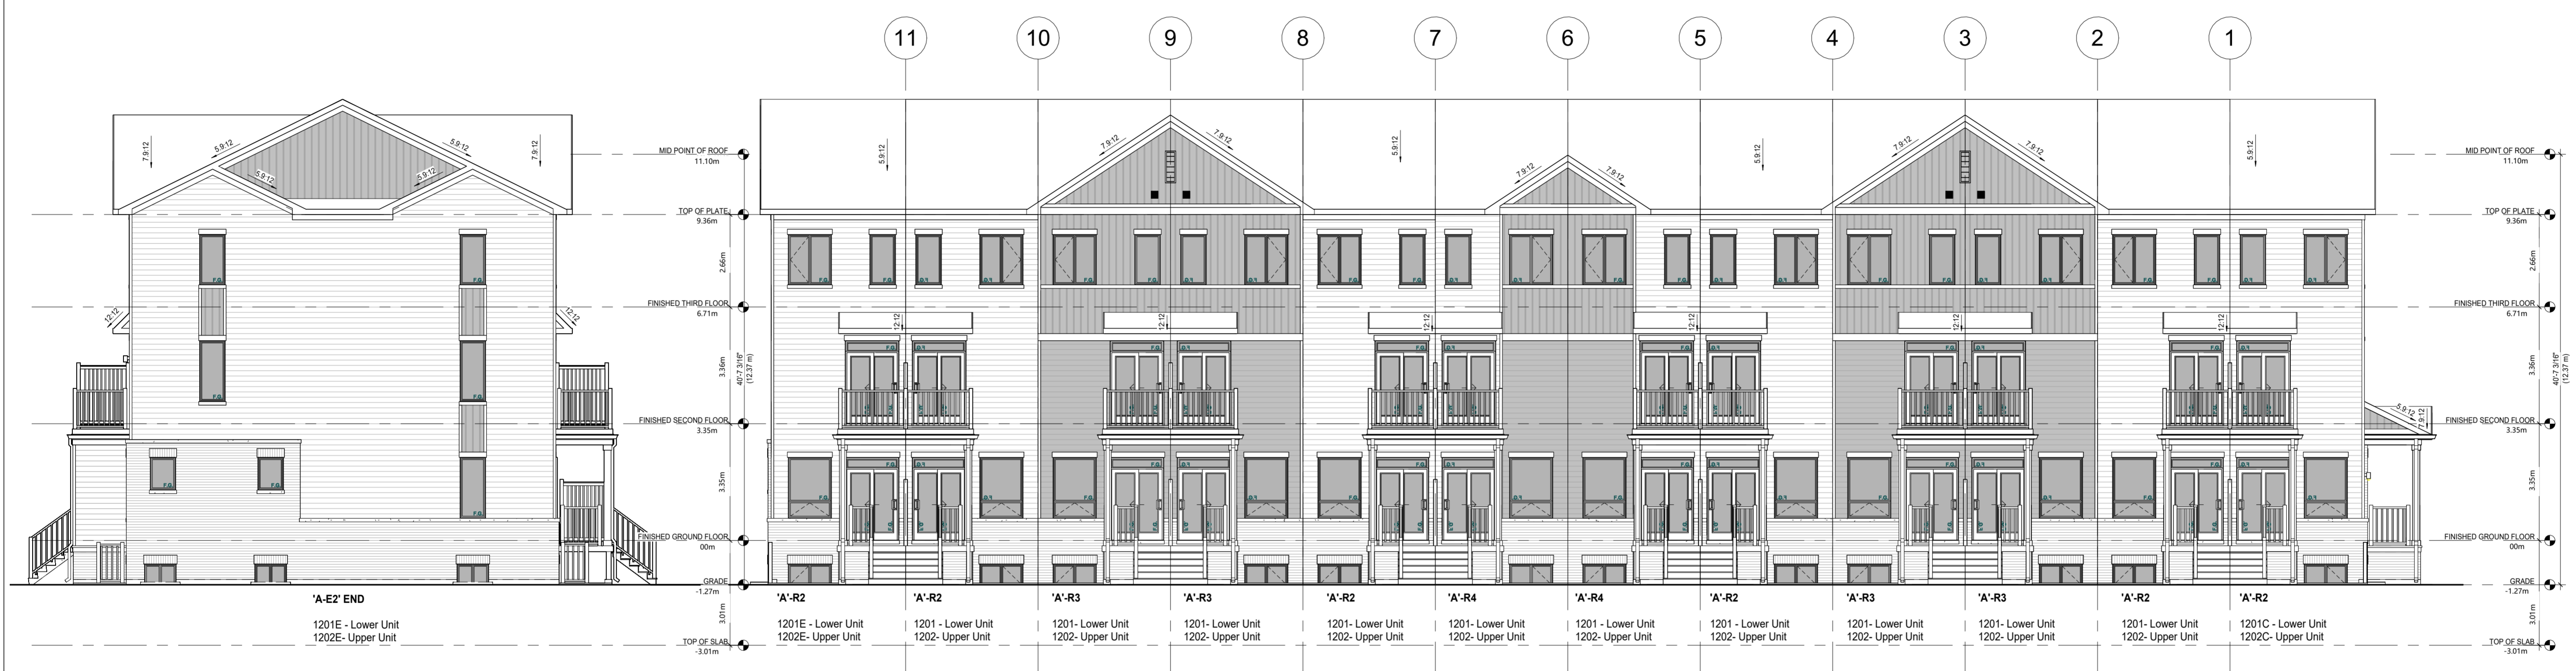 11 10 9 8 7 6 5 4 3 2 1
7.9:12 5.9:12 5.9:12 7.9:12
5.9:12 5.9:12
12:12 12:12
MID POINT OF ROOF
11.10m
TOP OF PLATE
9.36m
2.66m
FINISHED THIRD FLOOR
6.71m
3.36m
40'-7 3/16"
(12.37 m)
FINISHED SECOND FLOOR
3.35m
3.35m
FINISHED GROUND FLOOR
00m
GRADE
-1.27m
3.01m
TOP OF SLAB
-3.01m
5.9:12 7.9:12 7.9:12 5.9:12 7.9:12 7.9:12 5.9:12 7.9:12 7.9:12 5.9:12
12:12 12:12 12:12 12:12 12:12 12:12
F.G.
5.9:12
7.9:12
MID POINT OF ROOF
11.10m
TOP OF PLATE
9.36m
2.66m
FINISHED THIRD FLOOR
6.71m
3.36m
40'-7 3/16"
(12.37 m)
FINISHED SECOND FLOOR
3.35m
3.35m
FINISHED GROUND FLOOR
00m
GRADE
-1.27m
3.01m
TOP OF SLAB
-3.01m
'A-E2' END
1201E - Lower Unit
1202E- Upper Unit
'A'-R2 'A'-R2 'A'-R3 'A'-R3 'A'-R2 'A'-R4 'A'-R4 'A'-R2 'A'-R3 'A'-R3 'A'-R2 'A'-R2
1201E - Lower Unit 1201 - Lower Unit 1201- Lower Unit 1201- Lower Unit 1201- Lower Unit 1201- Lower Unit 1201 - Lower Unit 1201 - Lower Unit 1201- Lower Unit 1201- Lower Unit 1201- Lower Unit 1201C - Lower Unit
1202E- Upper Unit 1202- Upper Unit 1202- Upper Unit 1202- Upper Unit 1202- Upper Unit 1202- Upper Unit 1202- Upper Unit 1202- Upper Unit 1202- Upper Unit 1202- Upper Unit 1202- Upper Unit 1202C- Upper Unit